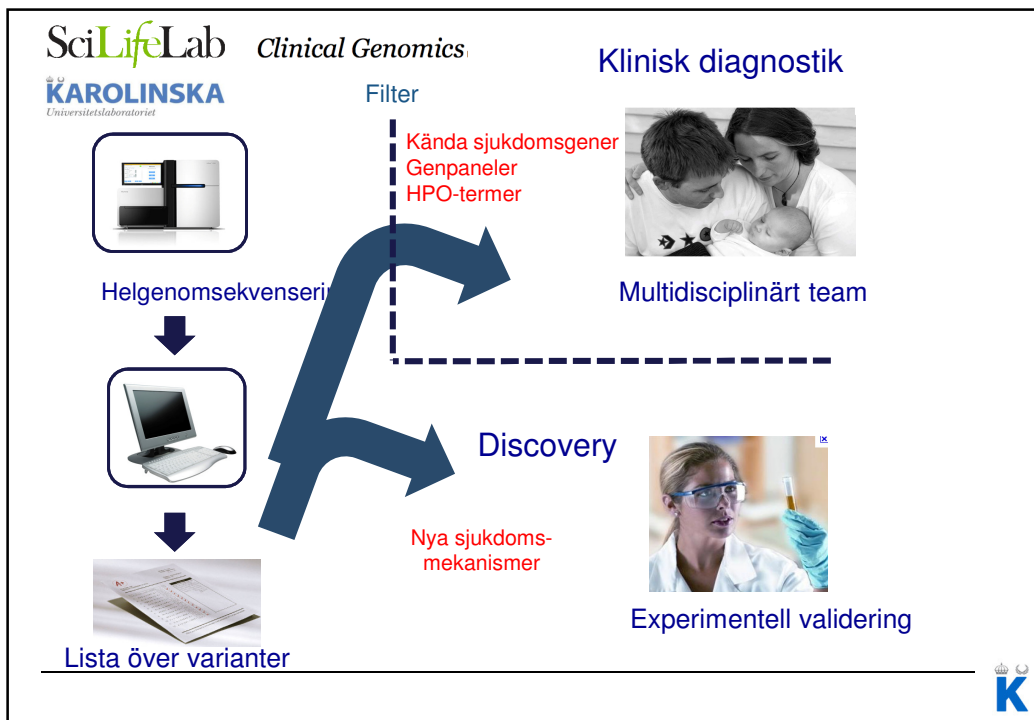 SciLifeLab Clinical Genomics
KAROLINSKA
Universitetslaboratoriet
Klinisk diagnostik
Filter
Kända sjukdomsgener
Genpaneler
HPO-termer
Helgenomsekvenserin
Multidisciplinärt team
Discovery
Nya sjukdoms-
mekanismer
Experimentell validering
Lista över varianter
K